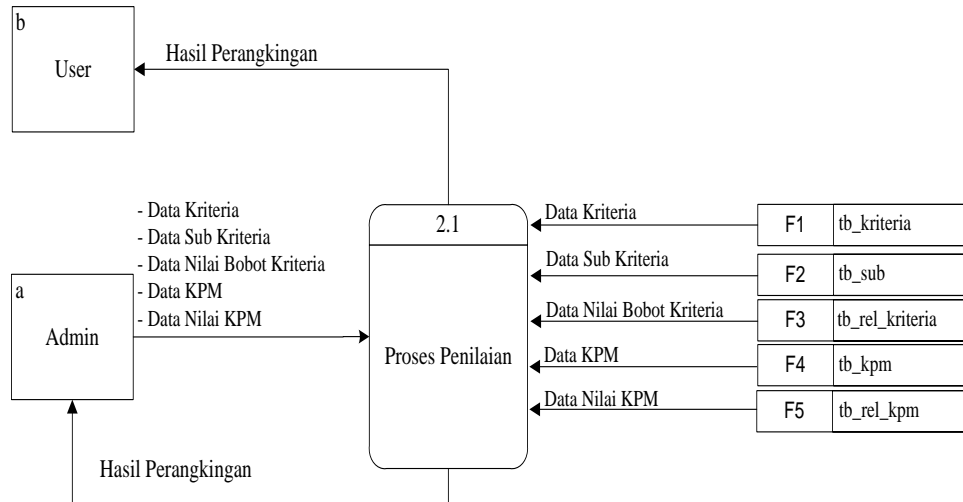 b
User
Hasil Perangkingan
- Data Kriteria
- Data Sub Kriteria
- Data Nilai Bobot Kriteria
- Data KPM
- Data Nilai KPM
a
Admin
Hasil Perangkingan
2.1
Proses Penilaian
Data Kriteria
F1 tb_kriteria
Data Sub Kriteria
F2 tb_sub
Data Nilai Bobot Kriteria
F3 tb_rel_kriteria
Data KPM
F4 tb_kpm
Data Nilai KPM
F5 tb_rel_kpm